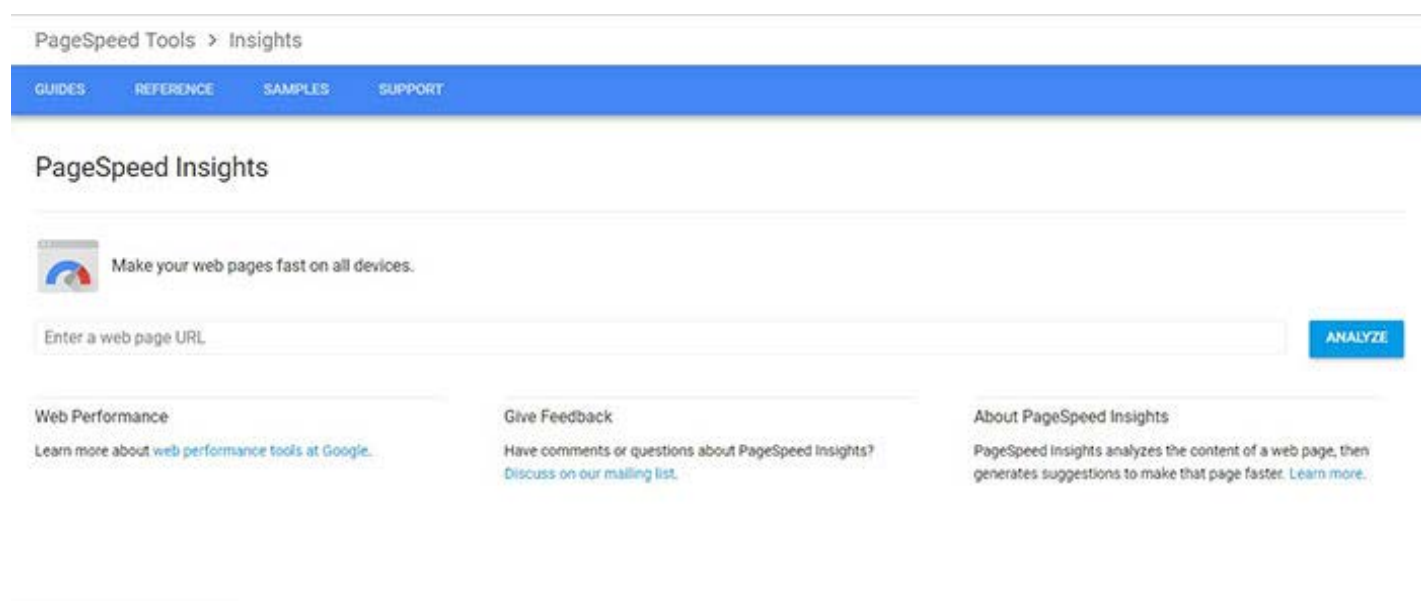 PageSpeed Tools > Insights
GUIDES REFERENCE SAMPLES SUPPORT
PageSpeed Insights
Make your web pages fast on all devices.
Enter a web page URL
ANALYZE
Web Performance
Learn more about web performance tools at Google.
Give Feedback
Have comments or questions about PageSpeed Insights?
Discuss on our mailing list.
About PageSpeed Insights
PageSpeed Insights analyzes the content of a web page, then
generates suggestions to make that page faster. Learn more.